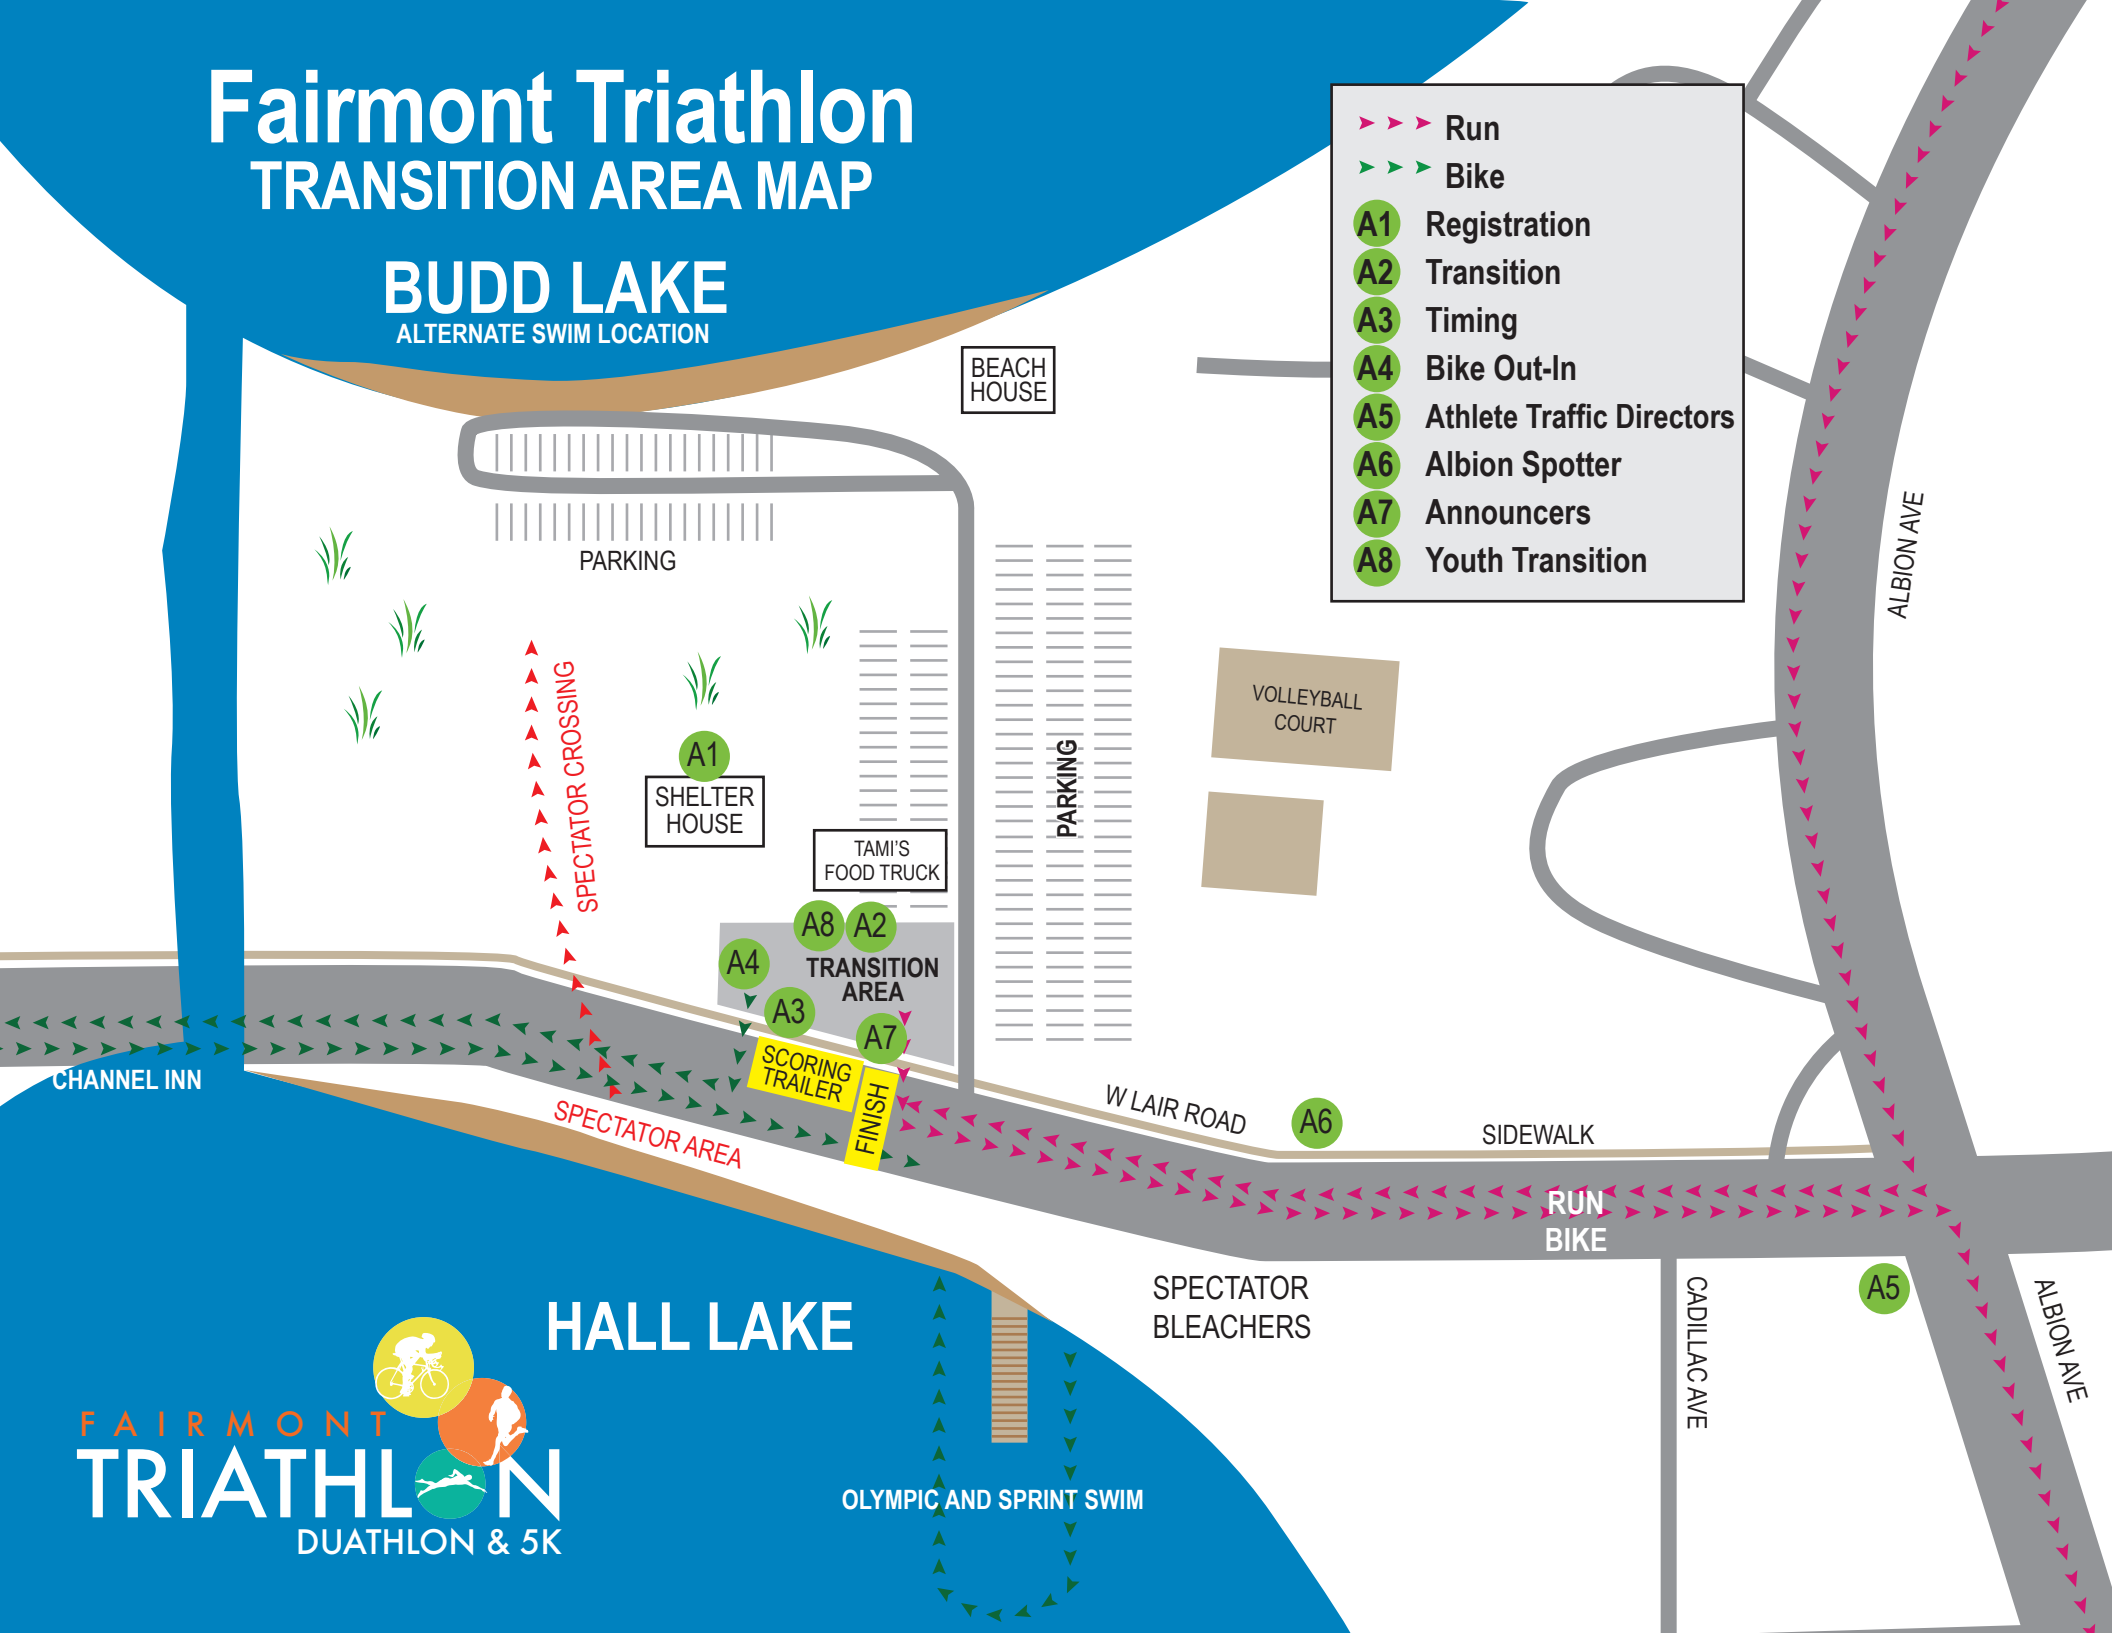 Fairmont Triathlon
TRANSITION AREA MAP
BUDD LAKE
ALTERNATE SWIM LOCATION
Run
Bike
A1 Registration
A2 Transition
A3 Timing
A4 Bike Out-In
A5 Athlete Traffic Directors
A6 Albion Spotter
A7 Announcers
A8 Youth Transition
BEACH
HOUSE
PARKING
ALBION AVE
SPECTATOR CROSSING
VOLLEYBALL
COURT
A1
SHELTER
HOUSE
PARKING
TAMI'S
FOOD TRUCK
A8
A2
A4
TRANSITION
AREA
A3
A7
SCORING
TRAILER
FINISH
CHANNEL INN
SPECTATOR AREA
W LAIR ROAD
A6
SIDEWALK
RUN
BIKE
SPECTATOR
BLEACHERS
CADILLAC AVE
A5
ALBION AVE
HALL LAKE
OLYMPIC AND SPRINT SWIM
FAIRMONT
TRIATHLON
DUATHLON & 5K